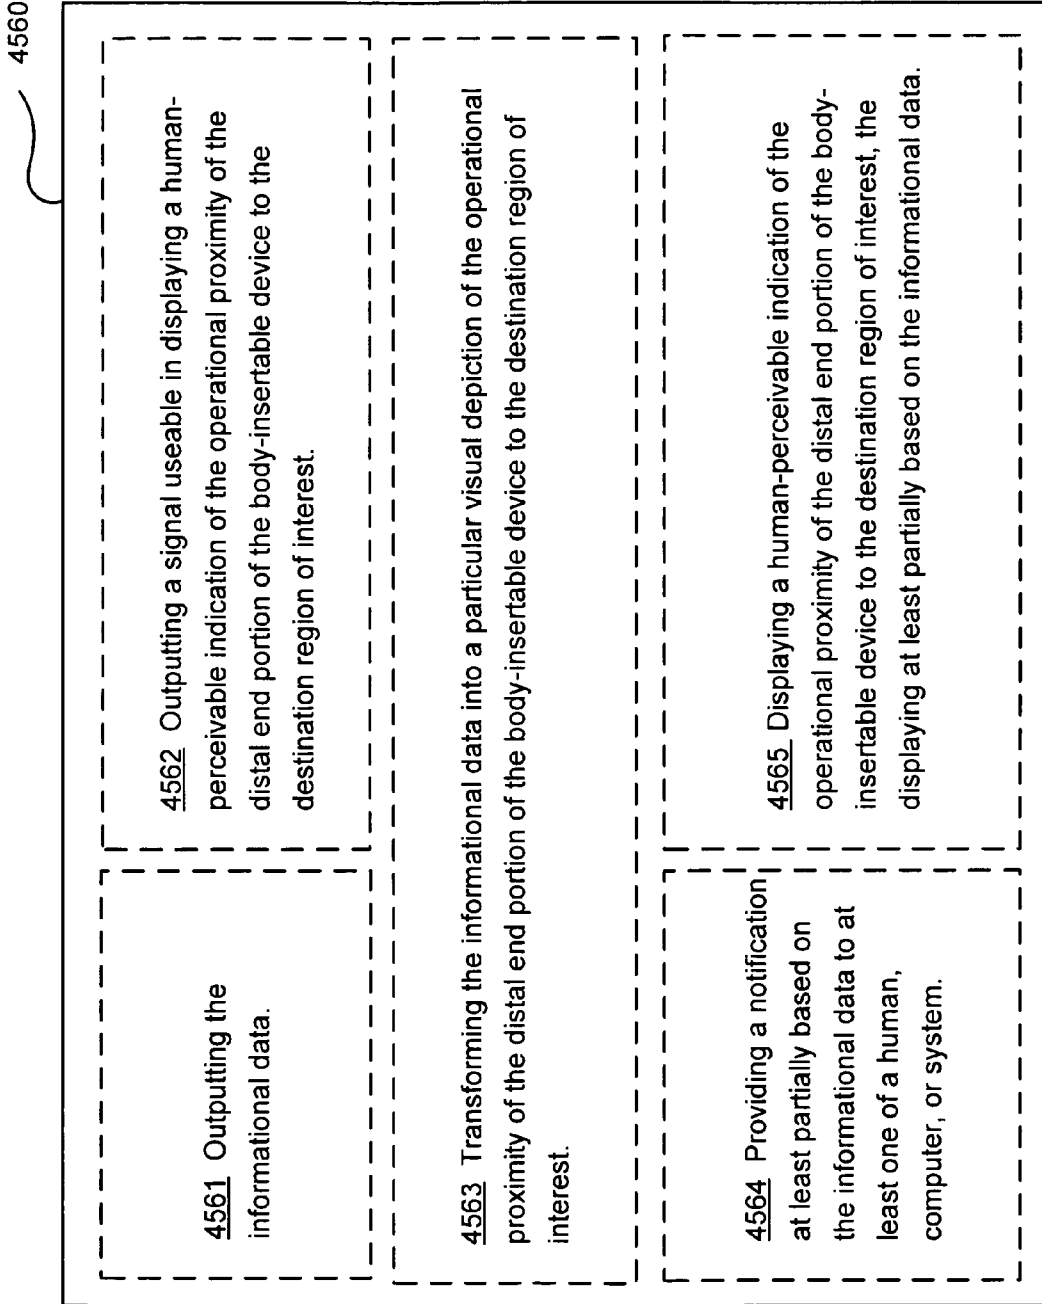 4560
4561 Outputting the
informational data.
4562 Outputting a signal useable in displaying a human-
perceivable indication of the operational proximity of the
distal end portion of the body-insertable device to the
destination region of interest.
4563 Transforming the informational data into a particular visual depiction of the operational
proximity of the distal end portion of the body-insertable device to the destination region of
interest.
4564 Providing a notification
at least partially based on
the informational data to at
least one of a human,
computer, or system.
4565 Displaying a human-perceivable indication of the
operational proximity of the distal end portion of the body-
insertable device to the destination region of interest, the
displaying at least partially based on the informational data.